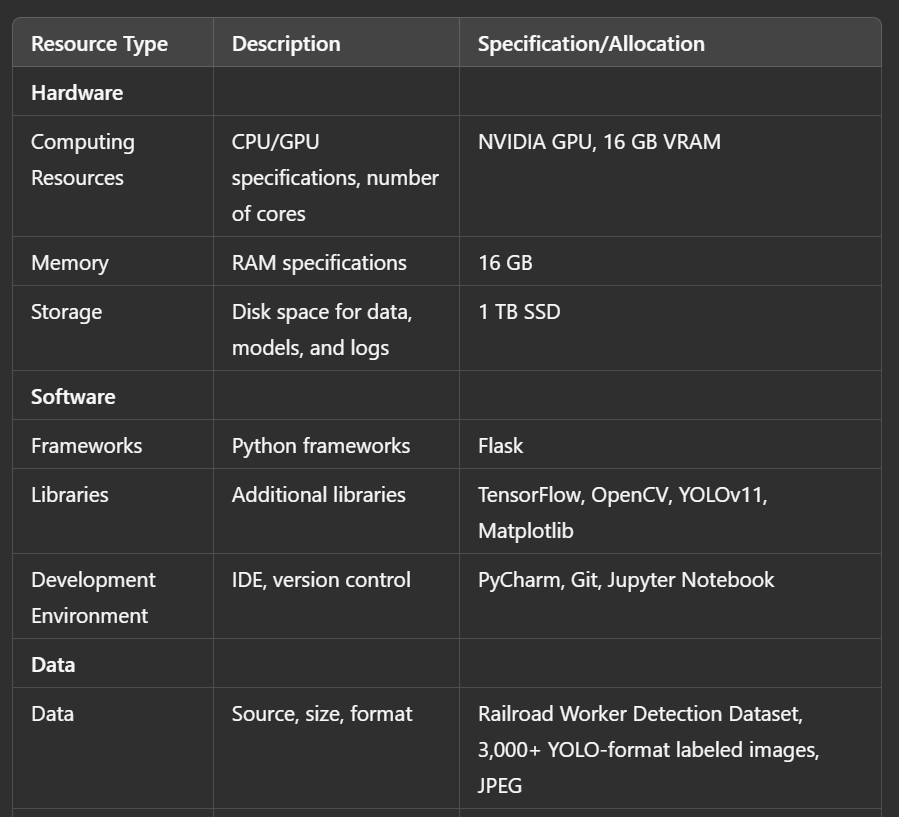 Resource Type Description Specification/Allocation
Hardware
Computing Resources
CPU/GPU specifications, number of cores
NVIDIA GPU, 16 GB VRAM
Memory RAM specifications 16 GB
Storage
Disk space for data, models, and logs
1 TB SSD
Software
Frameworks Python frameworks Flask
Libraries Additional libraries
TensorFlow, OpenCV, YOLOv11, Matplotlib
Development Environment
IDE, version control
PyCharm, Git, Jupyter Notebook
Data
Data Source, size, format
Railroad Worker Detection Dataset, 3,000+ YOLO-format labeled images, JPEG